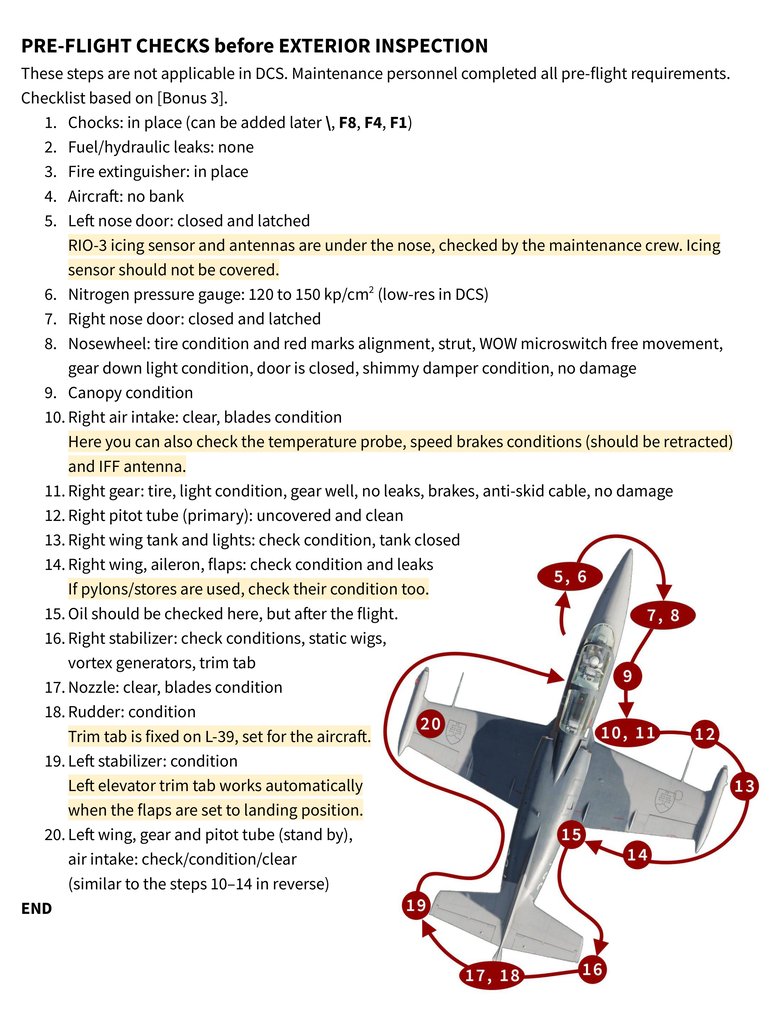 PRE-FLIGHT CHECKS before EXTERIOR INSPECTION
These steps are not applicable in DCS. Maintenance personnel completed all pre-flight requirements.
Checklist based on [Bonus 3].
1. Chocks: in place (can be added later \, F8, F4, F1)
2. Fuel/hydraulic leaks: none
3. Fire extinguisher: in place
4. Aircraft: no bank
5. Left nose door: closed and latched
RIO-3 icing sensor and antennas are under the nose, checked by the maintenance crew. Icing
sensor should not be covered.
6. Nitrogen pressure gauge: 120 to 150 kp/cm² (low-res in DCS)
7. Right nose door: closed and latched
8. Nosewheel: tire condition and red marks alignment, strut, WOW microswitch free movement,
gear down light condition, door is closed, shimmy damper condition, no damage
9. Canopy condition
10. Right air intake: clear, blades condition
Here you can also check the temperature probe, speed brakes conditions (should be retracted)
and IFF antenna.
11. Right gear: tire, light condition, gear well, no leaks, brakes, anti-skid cable, no damage
12. Right pitot tube (primary): uncovered and clean
13. Right wing tank and lights: check condition, tank closed
14. Right wing, aileron, flaps: check condition and leaks
If pylons/stores are used, check their condition too.
15. Oil should be checked here, but after the flight.
16. Right stabilizer: check conditions, static wigs,
vortex generators, trim tab
17. Nozzle: clear, blades condition
18. Rudder: condition
Trim tab is fixed on L-39, set for the aircraft.
19. Left stabilizer: condition
Left elevator trim tab works automatically
when the flaps are set to landing position.
20. Left wing, gear and pitot tube (stand by),
air intake: check/condition/clear
(similar to the steps 10–14 in reverse)
END
5, 6
7, 8
9
10, 11
12
13
14
15
16
17, 18
19
20